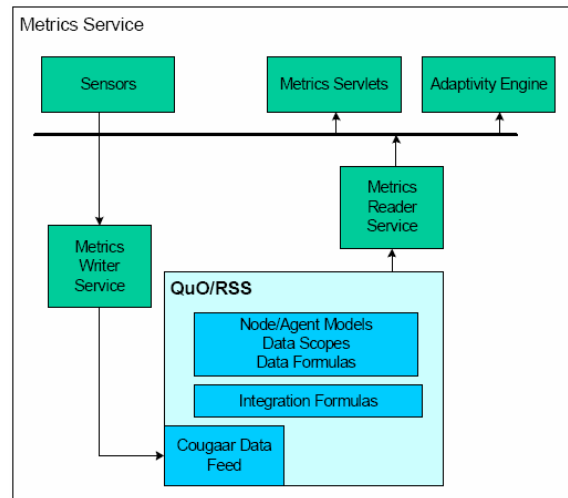 Metrics Service
Sensors
Metrics Servlets
Adaptivity Engine
Metrics
Reader
Service
Metrics
Writer
Service
QuO/RSS
Node/Agent Models
Data Scopes
Data Formulas
Integration Formulas
Cougaar Data
Feed